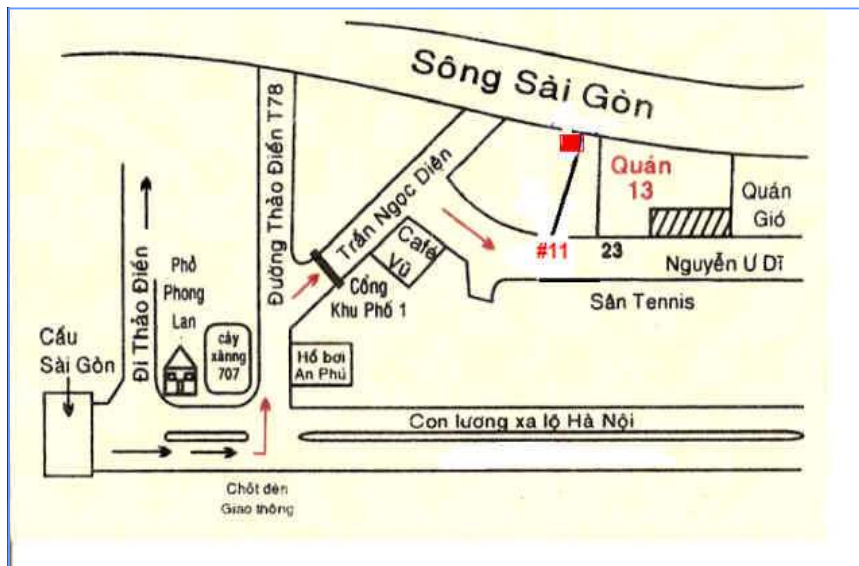 Sông Sài Gòn
Đường Thảo Điền T78
Trần Ngọc Diện
Quán
13
Quán
Gió
Café
Vũ
#11
23
Nguyễn Ư Dĩ
Sân Tennis
Cổng
Khu Phố 1
Đi Thảo Điền
Phở
Phong
Lan
cây
xànng
707
Cầu
Sài Gòn
Hồ bơi
An Phú
Con lương xa lộ Hà Nội
Chốt đèn
Giao thông